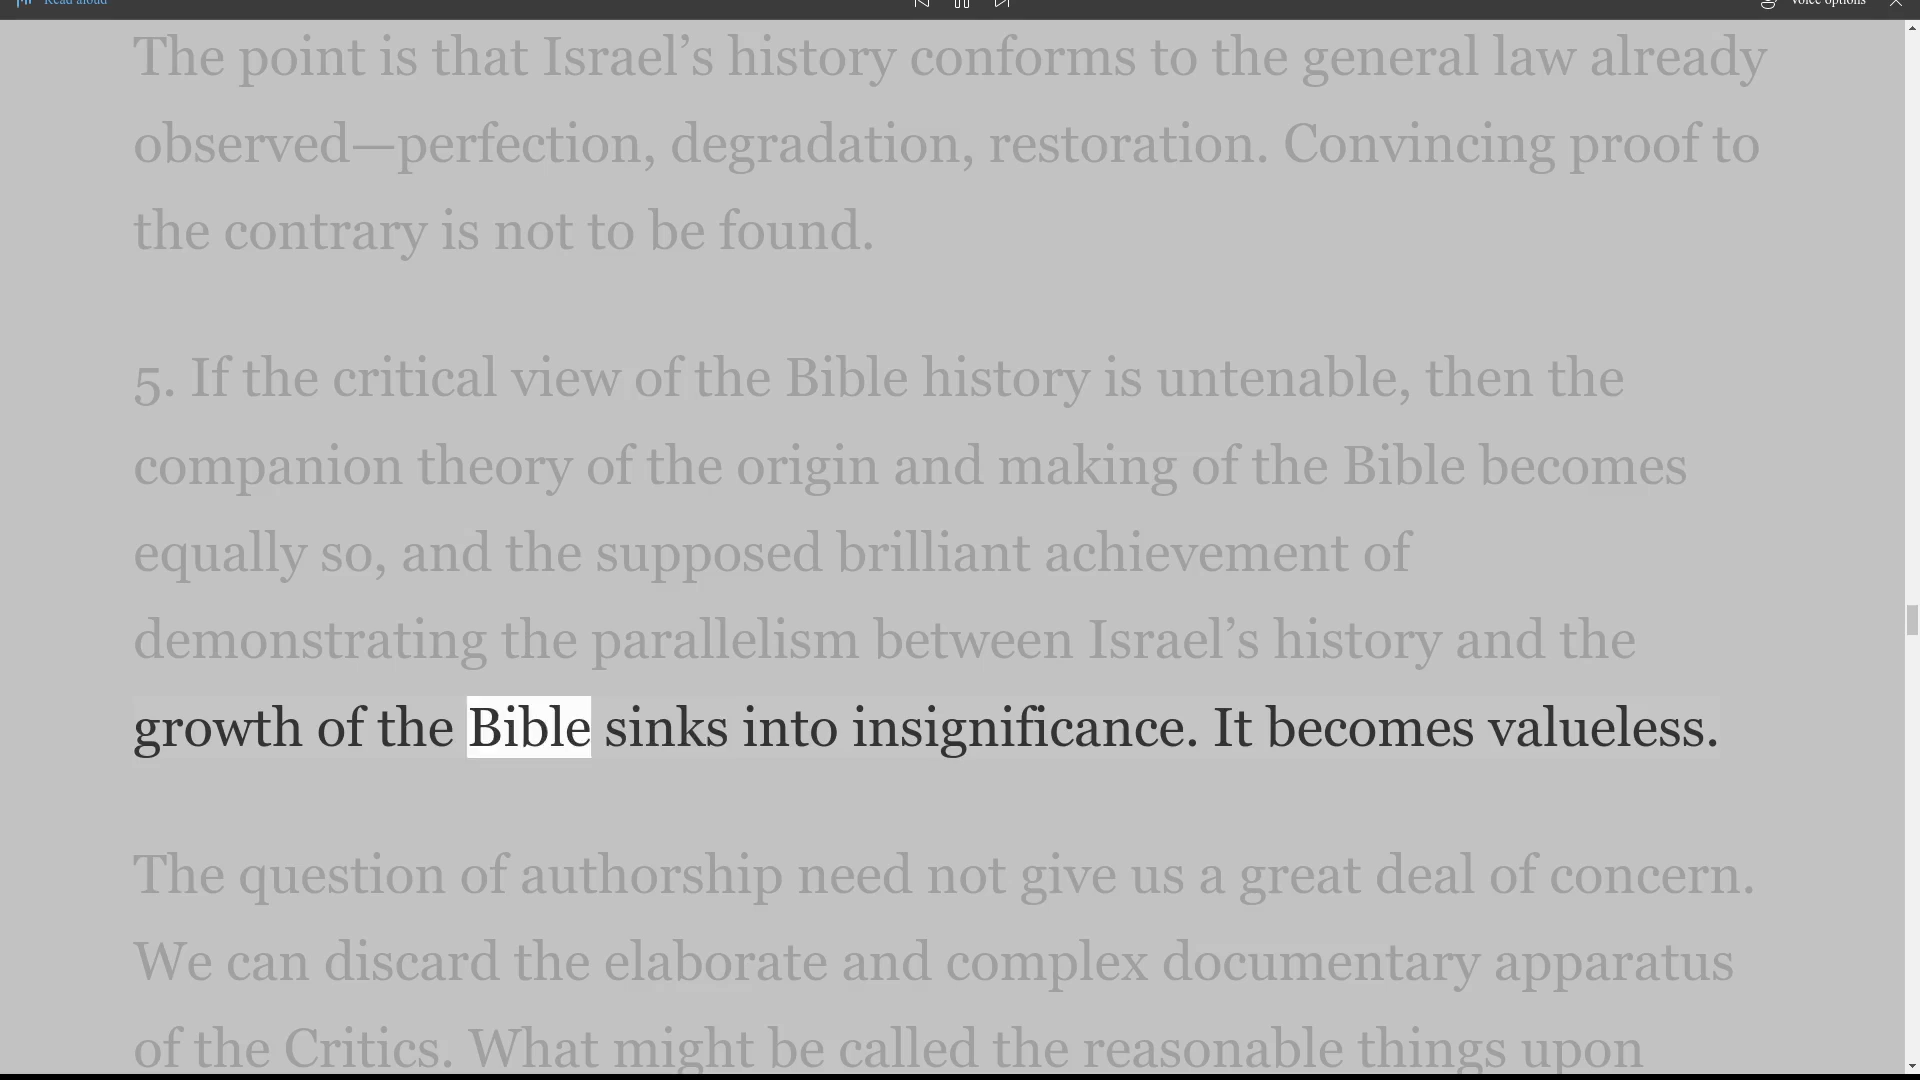 Read aloud
Voice options
The point is that Israel’s history conforms to the general law already
observed—perfection, degradation, restoration. Convincing proof to
the contrary is not to be found.
5. If the critical view of the Bible history is untenable, then the
companion theory of the origin and making of the Bible becomes
equally so, and the supposed brilliant achievement of
demonstrating the parallelism between Israel’s history and the
growth of the Bible sinks into insignificance. It becomes valueless.
The question of authorship need not give us a great deal of concern.
We can discard the elaborate and complex documentary apparatus
of the Critics. What might be called the reasonable things upon